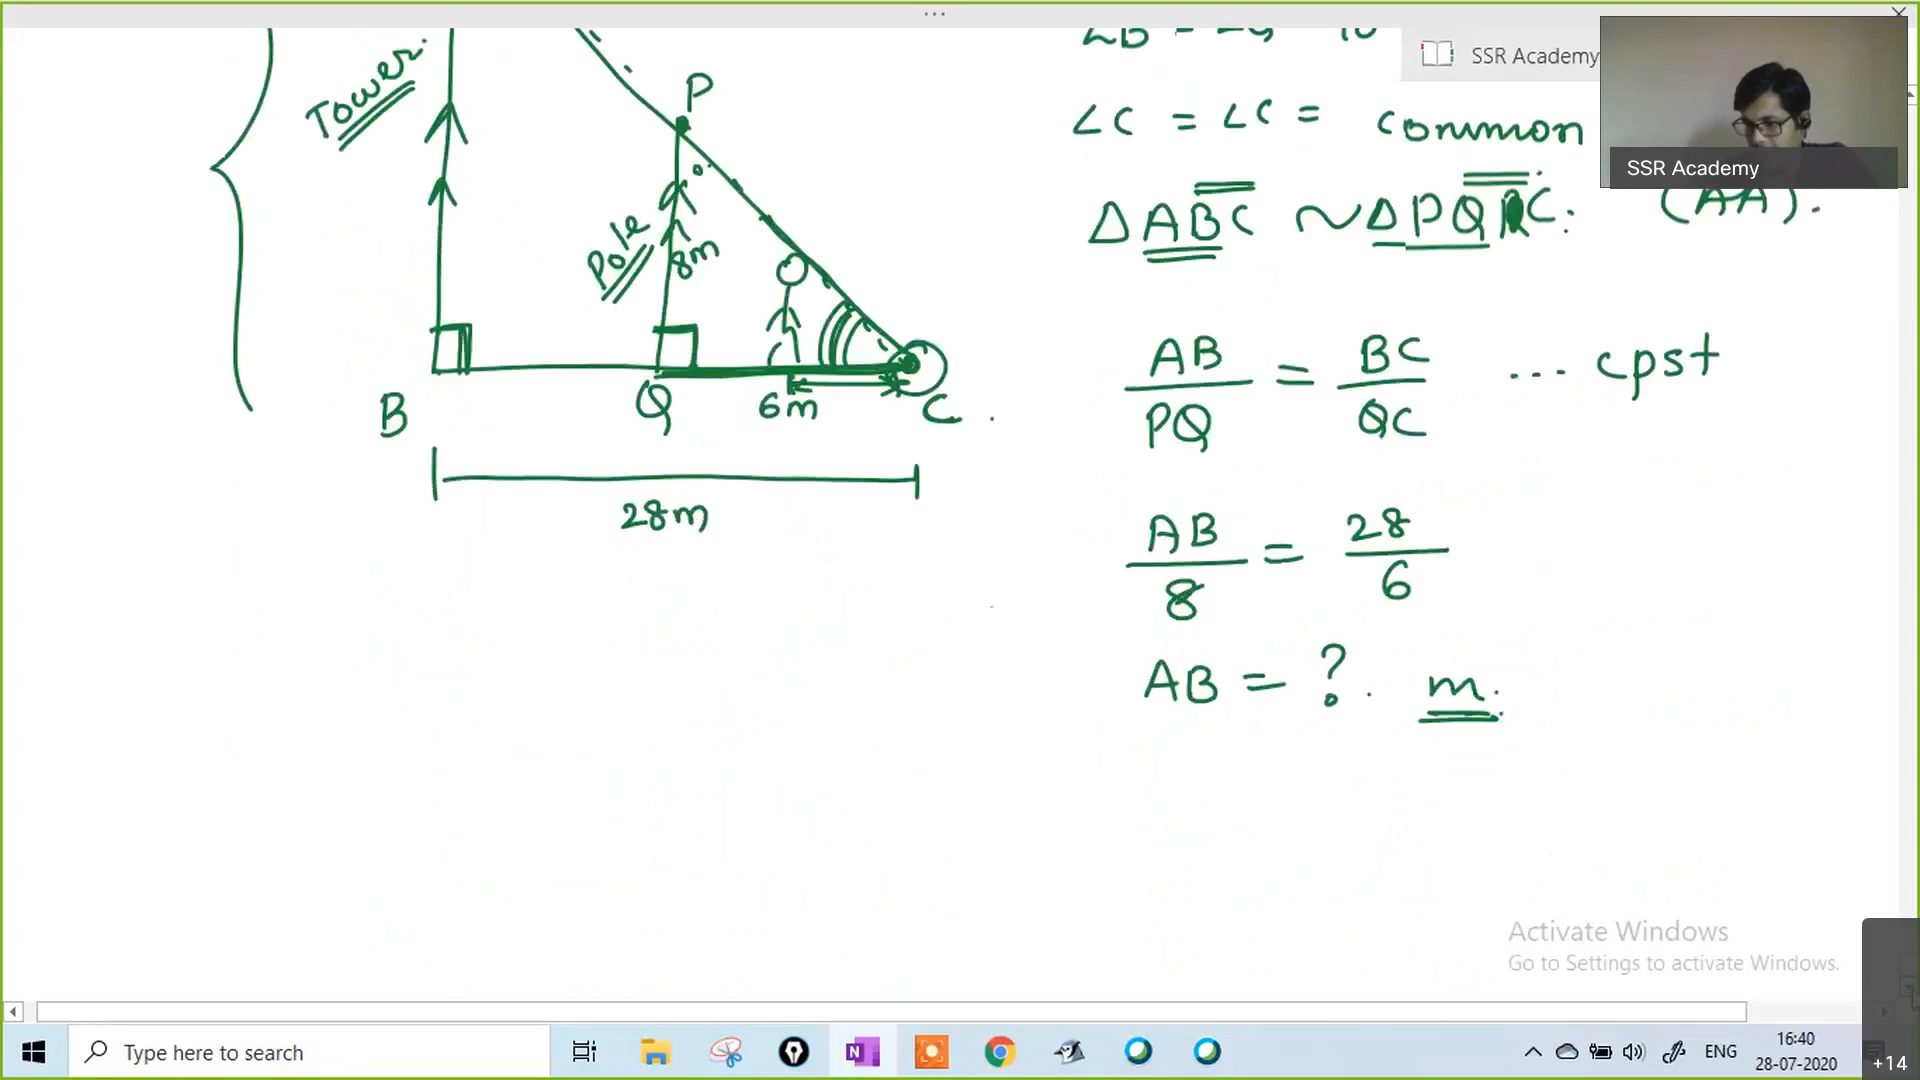 SSR Academy
SSR Academy
Tower.
P
Pole
8m
B
Q
6m
C
28m
∠C = ∠C = common
△ABC ~ △PQC. (AA).
AB/PQ = BC/QC ... cpst
AB/8 = 28/6
AB = ? m.
Activate Windows
Go to Settings to activate Windows.
Type here to search
ENG
16:40
28-07-2020
+14